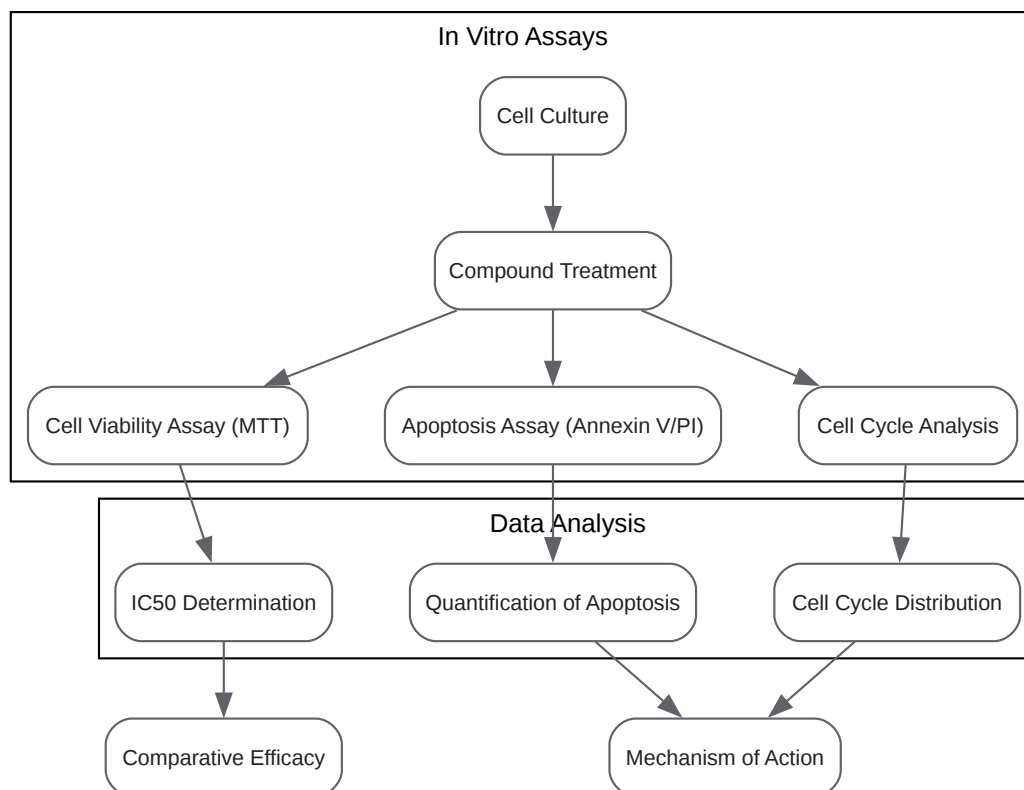 In Vitro Assays
Cell Culture
Compound Treatment
Cell Viability Assay (MTT)
Apoptosis Assay (Annexin V/PI)
Cell Cycle Analysis
Data Analysis
IC50 Determination
Quantification of Apoptosis
Cell Cycle Distribution
Comparative Efficacy
Mechanism of Action